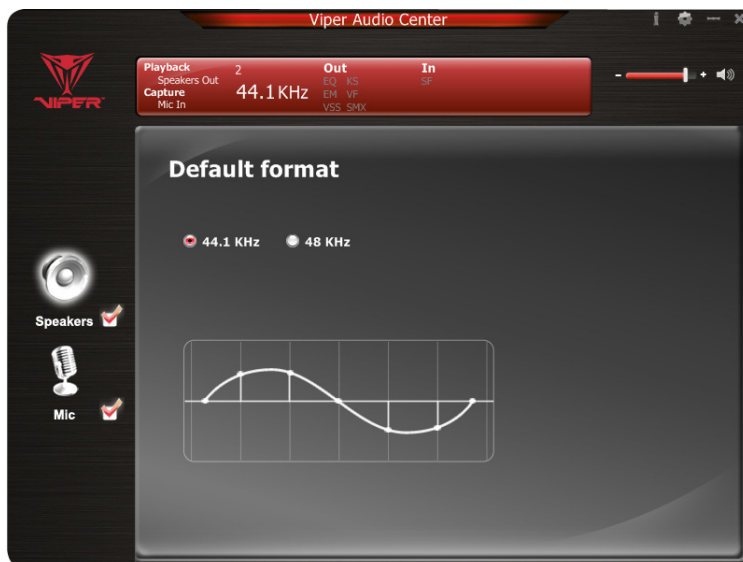 Viper Audio Center
VIPER
Playback 2 Out In
Speakers Out EQ KS SF
Capture 44.1 KHz EM VF
Mic In VSS SMX
- +
Default format
44.1 KHz 48 KHz
Speakers
Mic